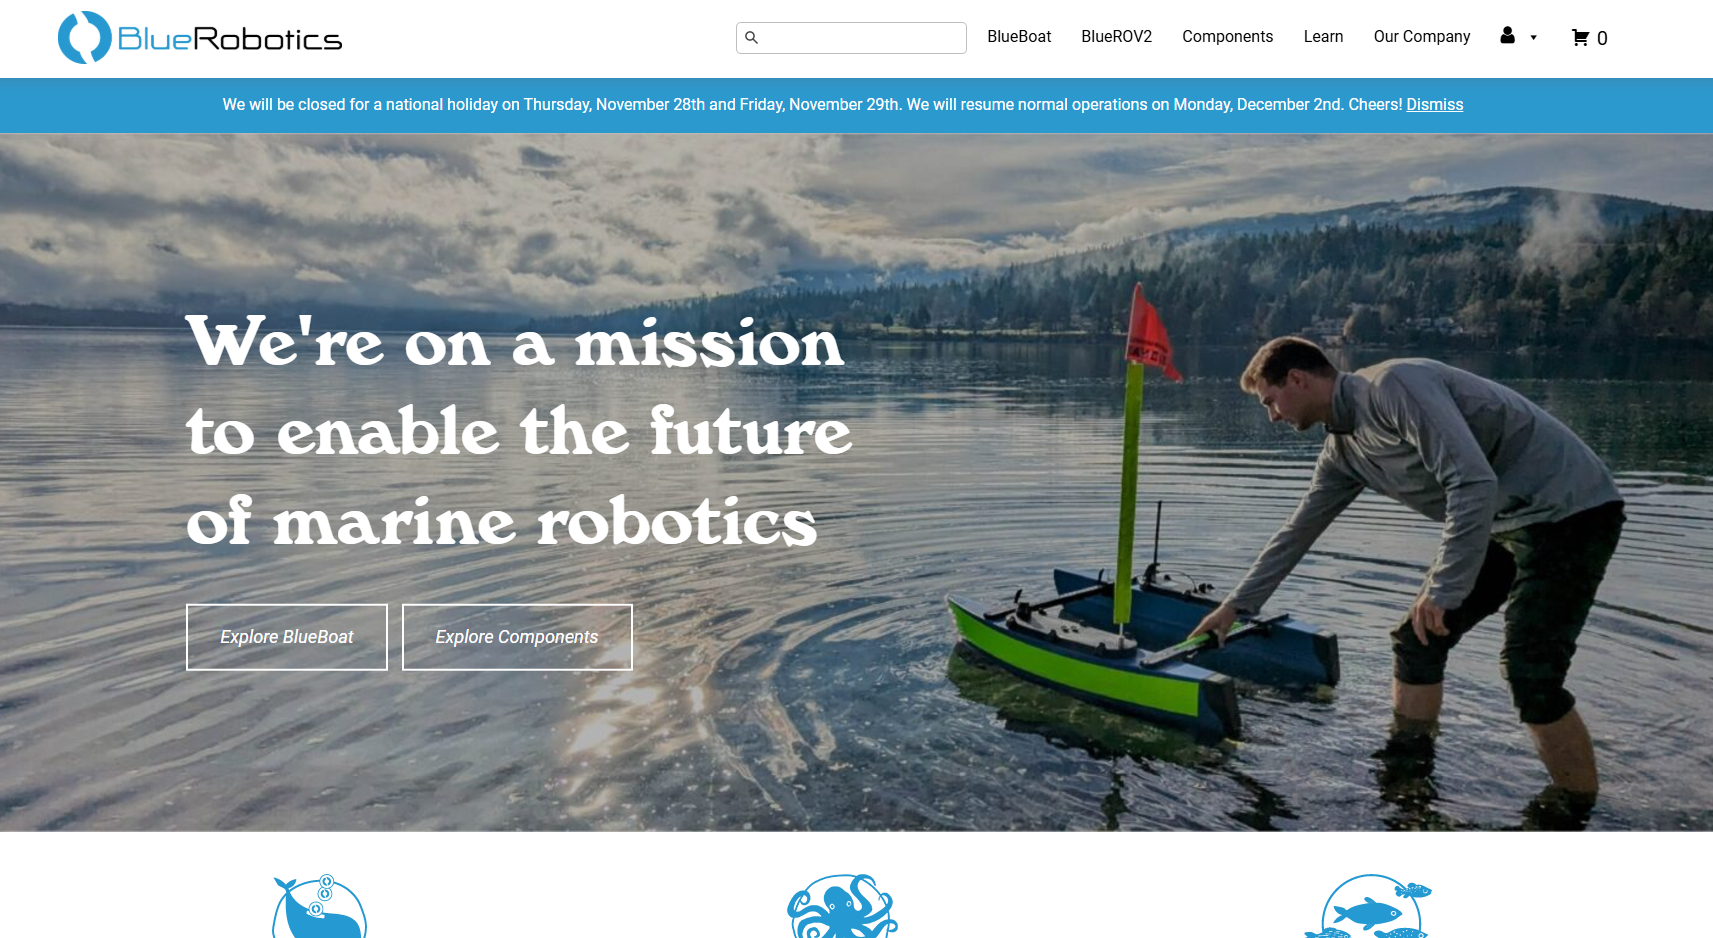 BlueRobotics
BlueBoat
BlueROV2
Components
Learn
Our Company
0
We will be closed for a national holiday on Thursday, November 28th and Friday, November 29th. We will resume normal operations on Monday, December 2nd. Cheers! Dismiss
We're on a mission
to enable the future
of marine robotics
Explore BlueBoat
Explore Components